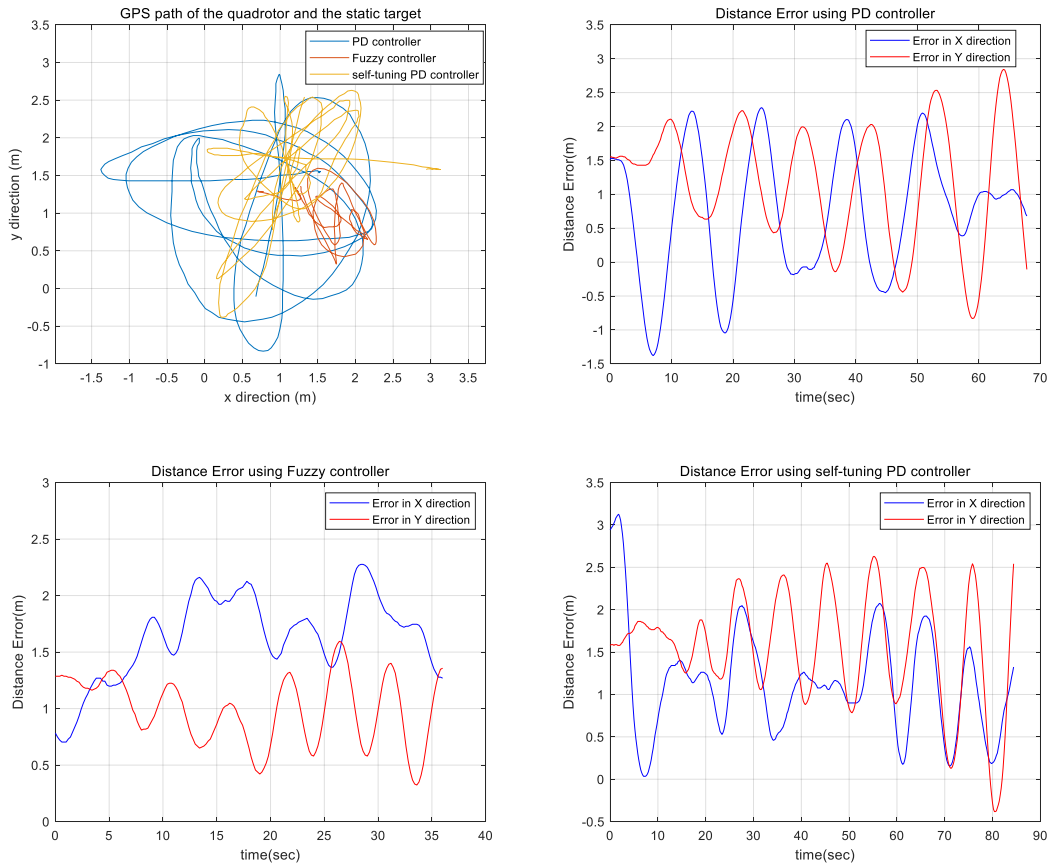 GPS path of the quadrotor and the static target
3.5
3
2.5
2
1.5
1
0.5
0
-0.5
-1
y direction (m)
PD controller
Fuzzy controller
self-tuning PD controller
-1.5 -1 -0.5 0 0.5 1 1.5 2 2.5 3 3.5
x direction (m)
Distance Error using PD controller
3.5
3
2.5
2
1.5
1
0.5
0
-0.5
-1
-1.5
Distance Error(m)
Error in X direction
Error in Y direction
0 10 20 30 40 50 60 70
time(sec)
Distance Error using Fuzzy controller
3
2.5
2
1.5
1
0.5
0
Distance Error(m)
Error in X direction
Error in Y direction
0 5 10 15 20 25 30 35 40
time(sec)
Distance Error using self-tuning PD controller
3.5
3
2.5
2
1.5
1
0.5
0
-0.5
Distance Error(m)
Error in X direction
Error in Y direction
0 10 20 30 40 50 60 70 80 90
time(sec)